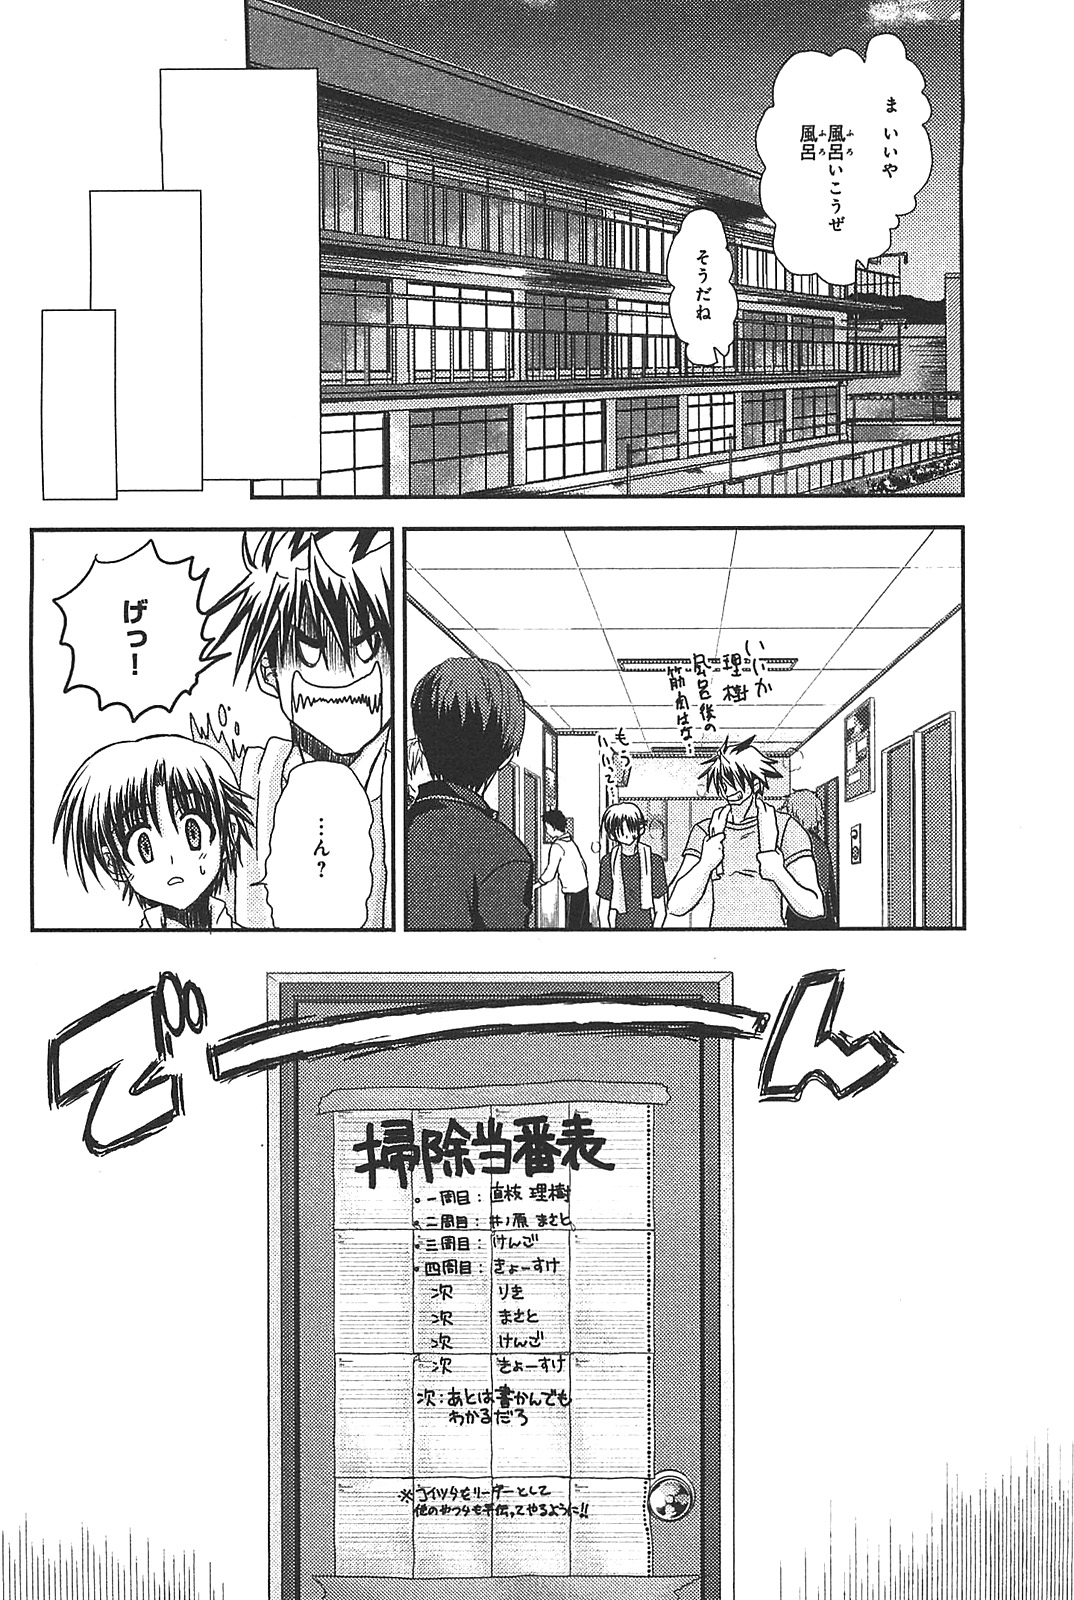 ま いいや
風呂いこうぜ
風呂
そうだね
いいか
理樹
風呂後の
筋肉はな…
もう
いいって…
げっ！
…ん？
でーーん
掃除当番表
・一周目：直枝 理樹
・二周目：井ノ原 まさと
・三周目：けんご
・四周目：きょーすけ
次 りき
次 まさと
次 けんご
次 きょーすけ
次：あとは書かんでも
わかるだろ
※コイツをリーダーとして
他のやつも手伝ってやるように!!